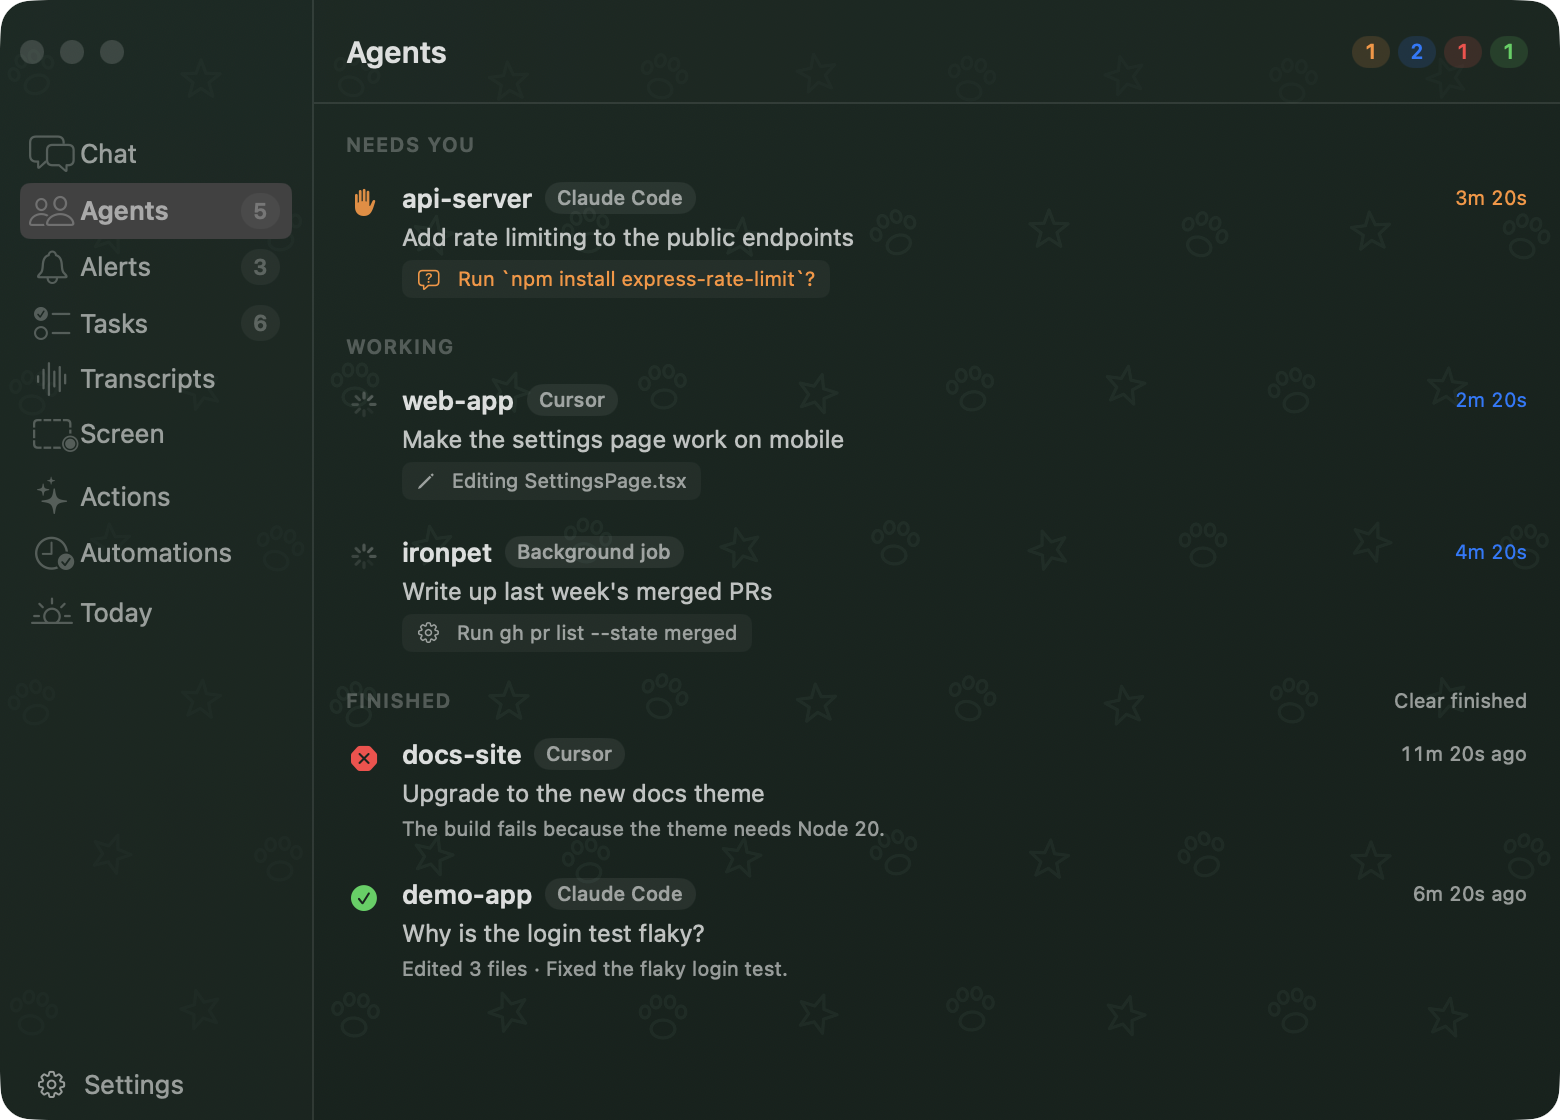 Chat
Agents 5
Alerts 3
Tasks 6
Transcripts
Screen
Actions
Automations
Today
Settings
Agents
1 2 1 1
NEEDS YOU
api-server Claude Code 3m 20s
Add rate limiting to the public endpoints
Run `npm install express-rate-limit`?
WORKING
web-app Cursor 2m 20s
Make the settings page work on mobile
Editing SettingsPage.tsx
ironpet Background job 4m 20s
Write up last week's merged PRs
Run gh pr list --state merged
FINISHED Clear finished
docs-site Cursor 11m 20s ago
Upgrade to the new docs theme
The build fails because the theme needs Node 20.
demo-app Claude Code 6m 20s ago
Why is the login test flaky?
Edited 3 files · Fixed the flaky login test.